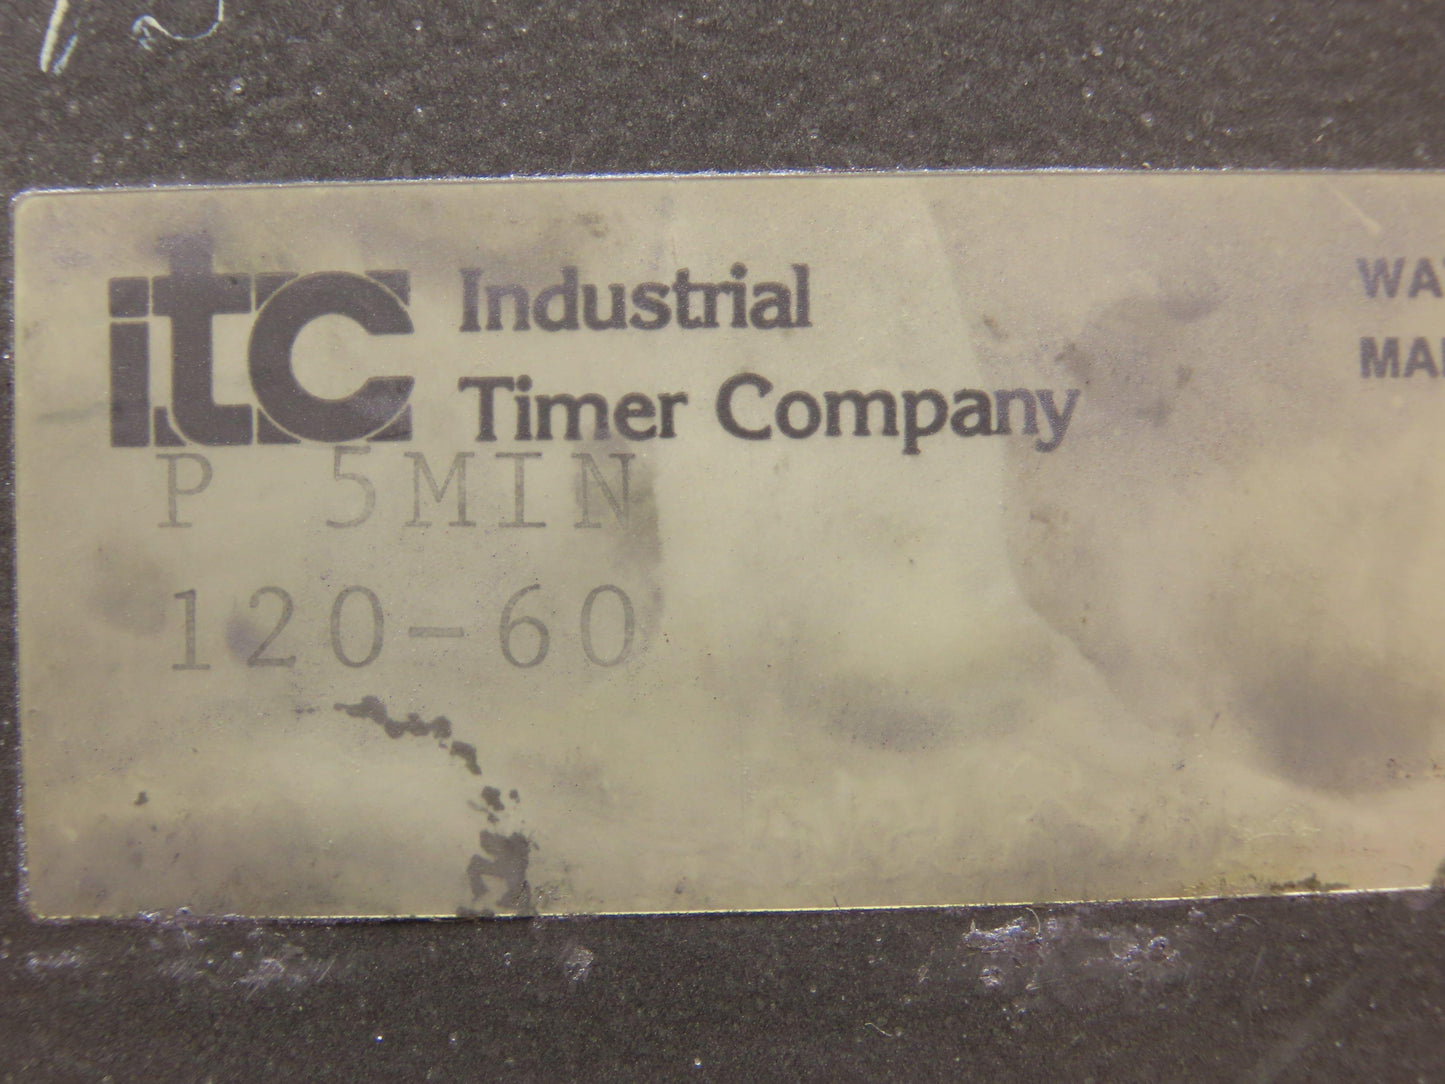 itc Industrial
Timer Company
P 5MIN
120-60